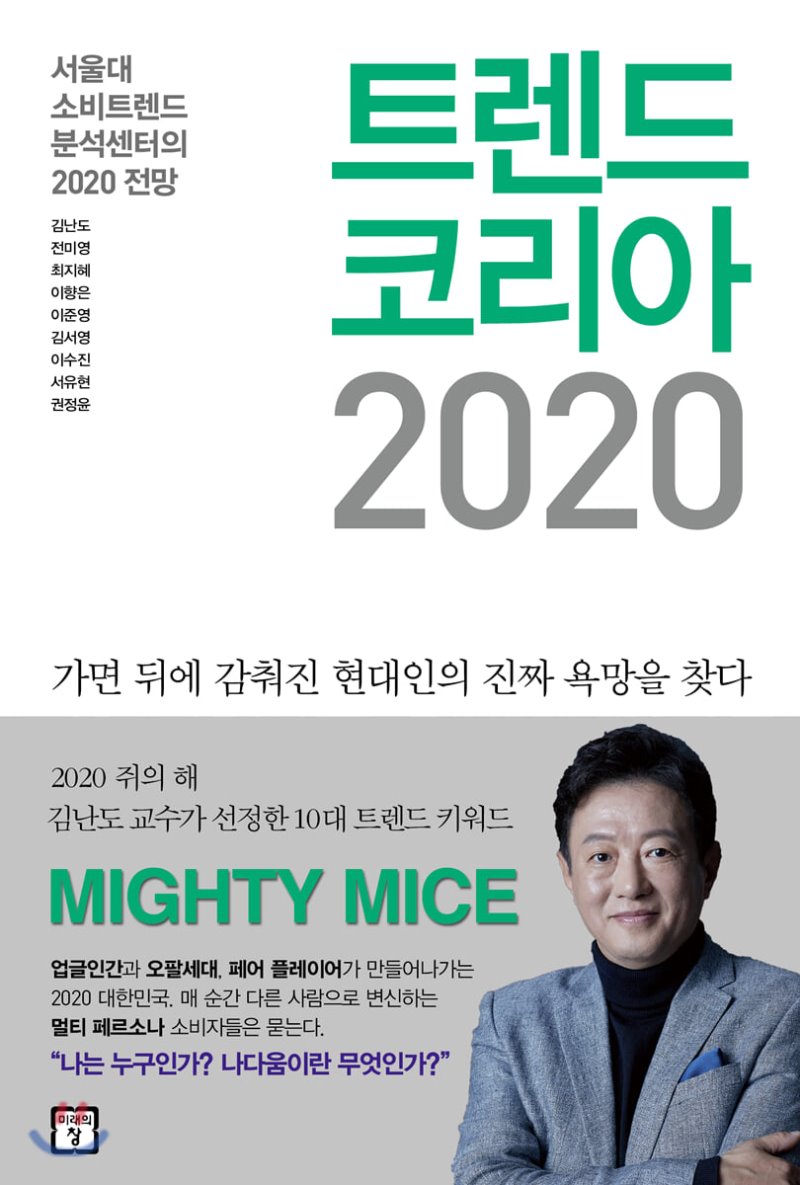 서울대
소비트렌드
분석센터의
2020 전망
김난도
전미영
최지혜
이향은
이준영
김서영
이수진
서유현
권정윤
트렌드
코리아
2020
가면 뒤에 감춰진 현대인의 진짜 욕망을 찾다
2020 쥐의 해
김난도 교수가 선정한 10대 트렌드 키워드
MIGHTY MICE
업글인간과 오팔세대, 페어 플레이어가 만들어나가는
2020 대한민국. 매 순간 다른 사람으로 변신하는
멀티 페르소나 소비자들은 묻는다.
“나는 누구인가? 나다움이란 무엇인가?”
미래의
창